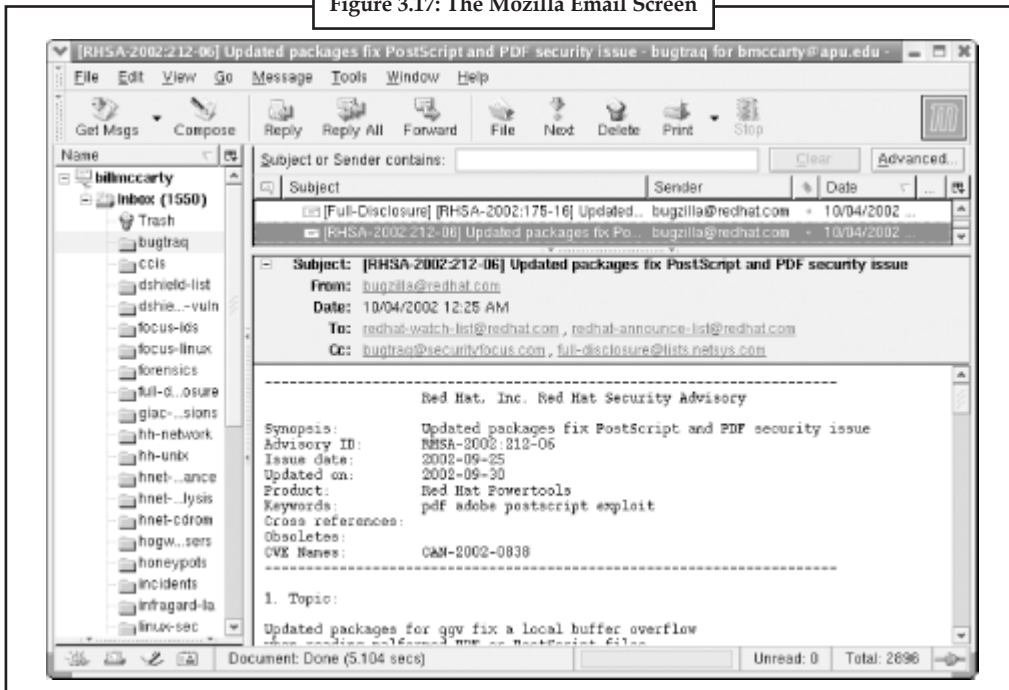 Figure 3.17: The Mozilla Email Screen
[RHSA-2002:212-06] Updated packages fix PostScript and PDF security issue - bugtraq for bmccarty@apu.edu -
File Edit View Go Message Tools Window Help
Get Msgs Compose Reply Reply All Forward File Next Delete Print Stop
Name
Subject or Sender contains: Clear Advanced...
billmccarty
Inbox (1550)
Trash
bugtraq
ccis
dshield-list
dshie...-vuln
focus-ids
focus-linux
forensics
full-d...osure
giac-...sions
hh-network
hh-unix
hnet-...ance
hnet-...lysis
hnet-cdrom
hogw...sers
honeypots
incidents
infragard-la
linux-sec
Subject Sender Date ...
[Full-Disclosure] [RHSA-2002:175-16] Updated... bugzilla@redhat.com 10/04/2002 ...
[RHSA-2002:212-06] Updated packages fix Po... bugzilla@redhat.com 10/04/2002 ...
Subject: [RHSA-2002:212-06] Updated packages fix PostScript and PDF security issue
From: bugzilla@redhat.com
Date: 10/04/2002 12:25 AM
To: redhat-watch-list@redhat.com , redhat-announce-list@redhat.com
Cc: bugtraq@securityfocus.com , full-disclosure@lists.netsys.com
---------------------------------------------------------------------
Red Hat, Inc. Red Hat Security Advisory
Synopsis: Updated packages fix PostScript and PDF security issue
Advisory ID: RHSA-2002:212-06
Issue date: 2002-09-25
Updated on: 2002-09-30
Product: Red Hat Powertools
Keywords: pdf adobe postscript exploit
Cross references:
Obsoletes:
CVE Names: CAN-2002-0838
---------------------------------------------------------------------
1. Topic:
Updated packages for ggv fix a local buffer overflow
when reading malformed PDF or PostScript files
Document: Done (5.104 secs) Unread: 0 Total: 2896